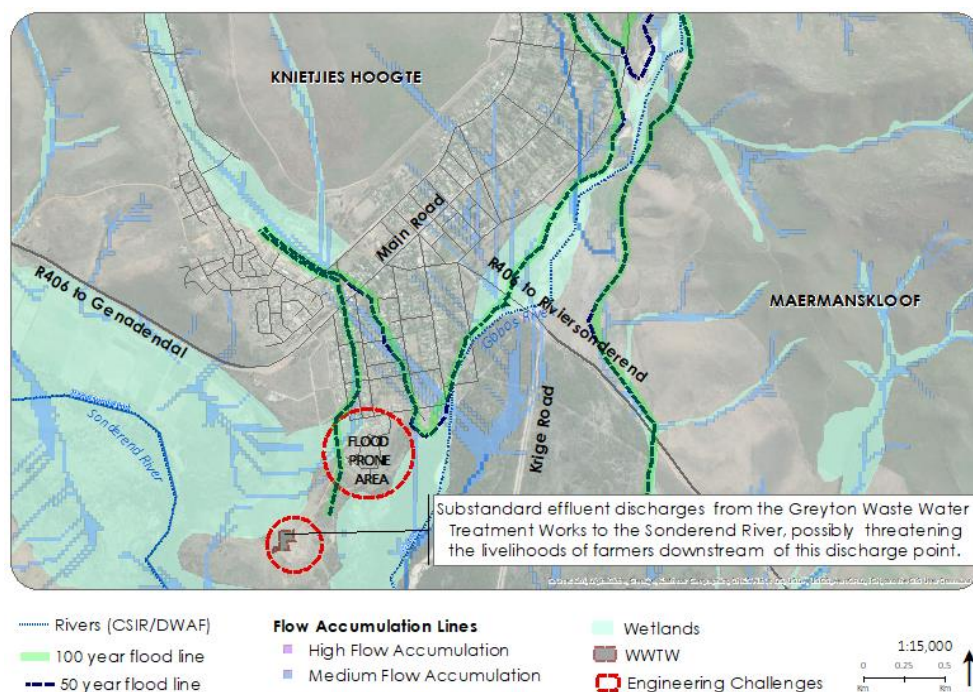 KNIETJIES HOOGTE
Main Road
R406 to Genadendal
R406 to Riviersonderend
Gobos River
MAERMANSKLOOF
Sonderend River
Krige Road
FLOOD
PRONE
AREA
Substandard effluent discharges from the Greyton Waste Water
Treatment Works to the Sonderend River, possibly threatening
the livelihoods of farmers downstream of this discharge point.
Rivers (CSIR/DWAF)
100 year flood line
50 year flood line
Flow Accumulation Lines
High Flow Accumulation
Medium Flow Accumulation
Wetlands
WWTW
Engineering Challenges
1:15,000
0 0.25 0.5
Km Km